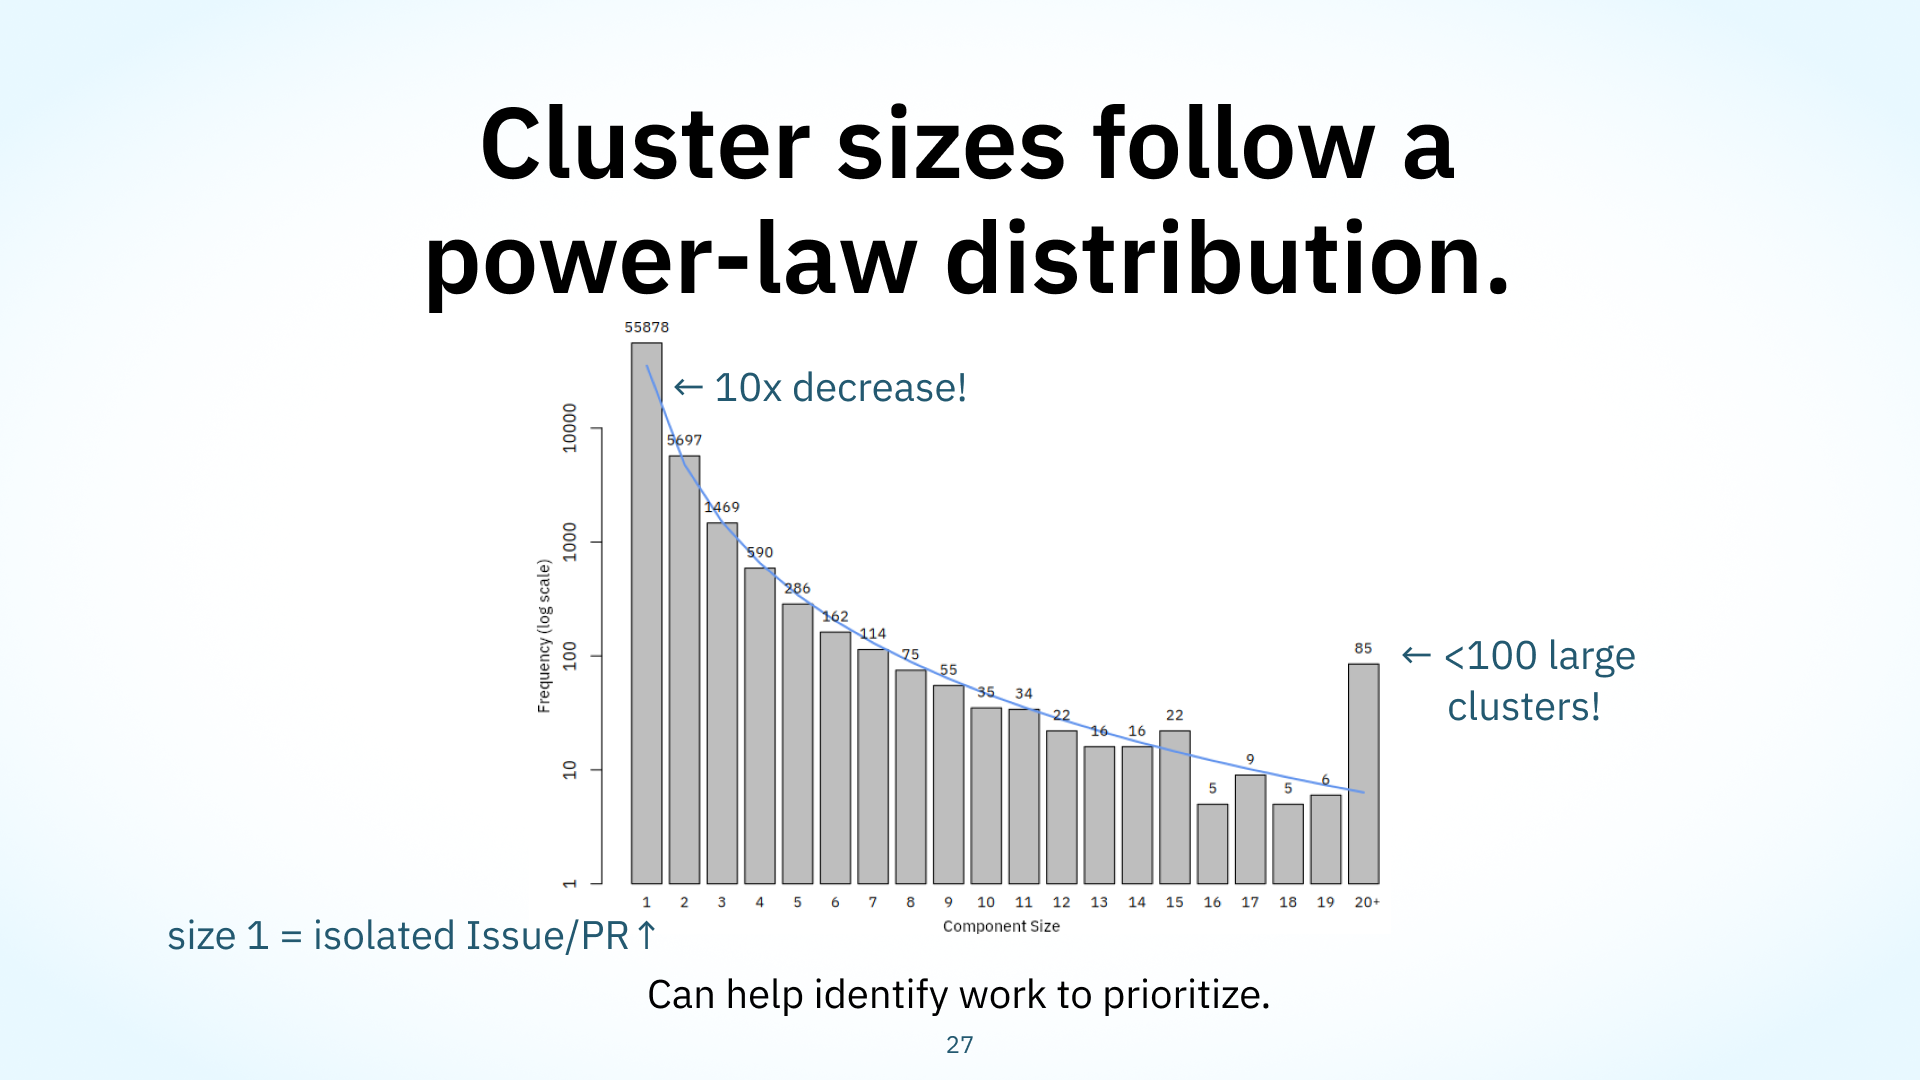 Cluster sizes follow a
power-law distribution.
55878
← 10x decrease!
5697
1469
590
286
162
114
75
55
35
34
22
16
16
22
5
9
5
6
85
← <100 large
clusters!
Frequency (log scale)
10000
1000
100
10
1
1 2 3 4 5 6 7 8 9 10 11 12 13 14 15 16 17 18 19 20+
Component Size
size 1 = isolated Issue/PR↑
Can help identify work to prioritize.
27